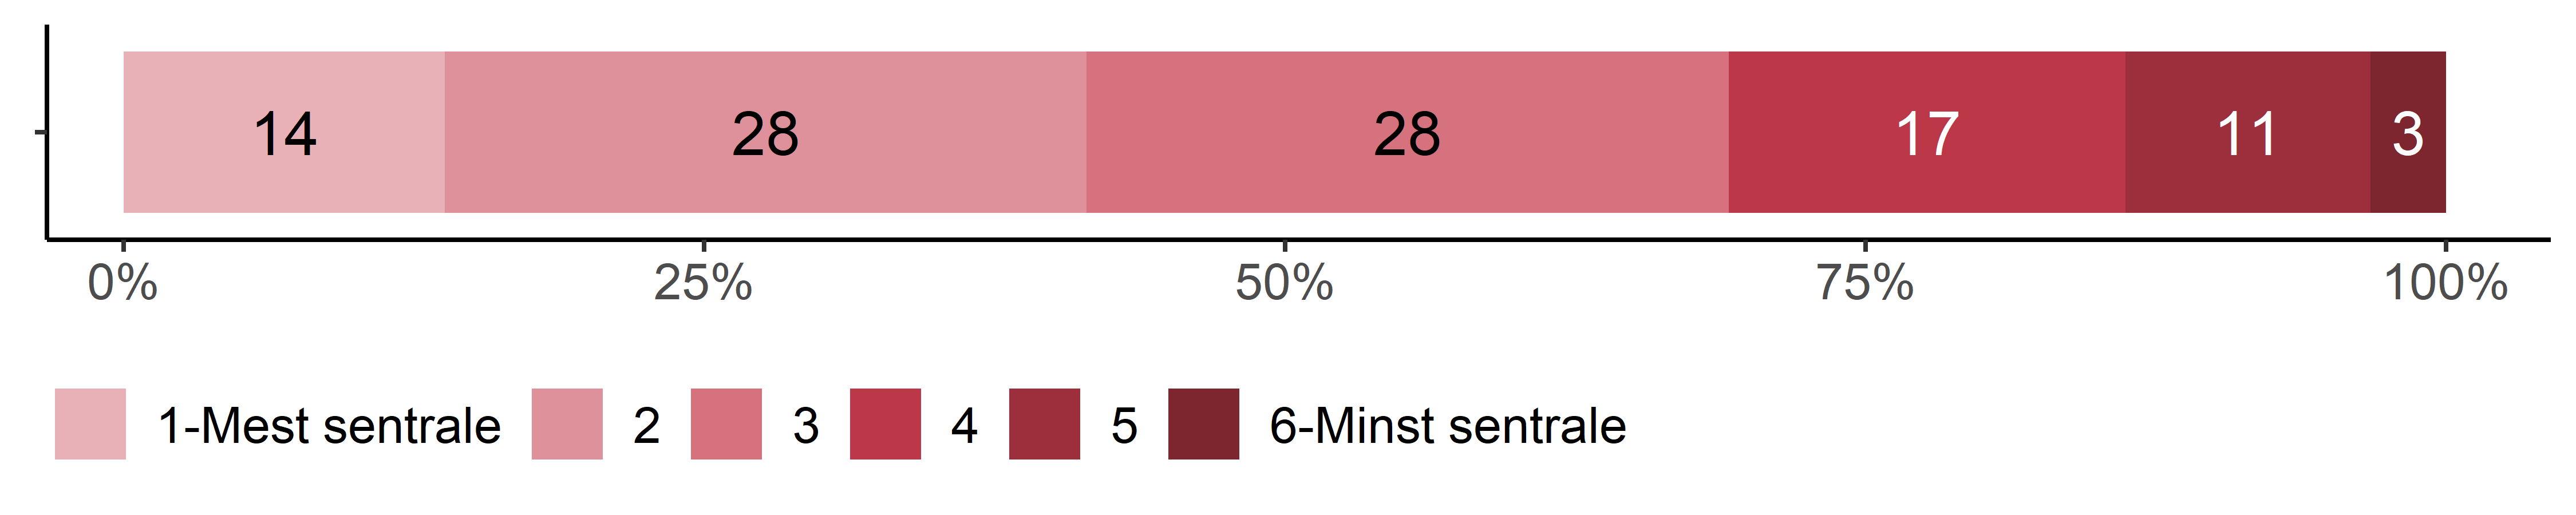 14 28 28 17 11 3
0% 25% 50% 75% 100%
1-Mest sentrale 2 3 4 5 6-Minst sentrale